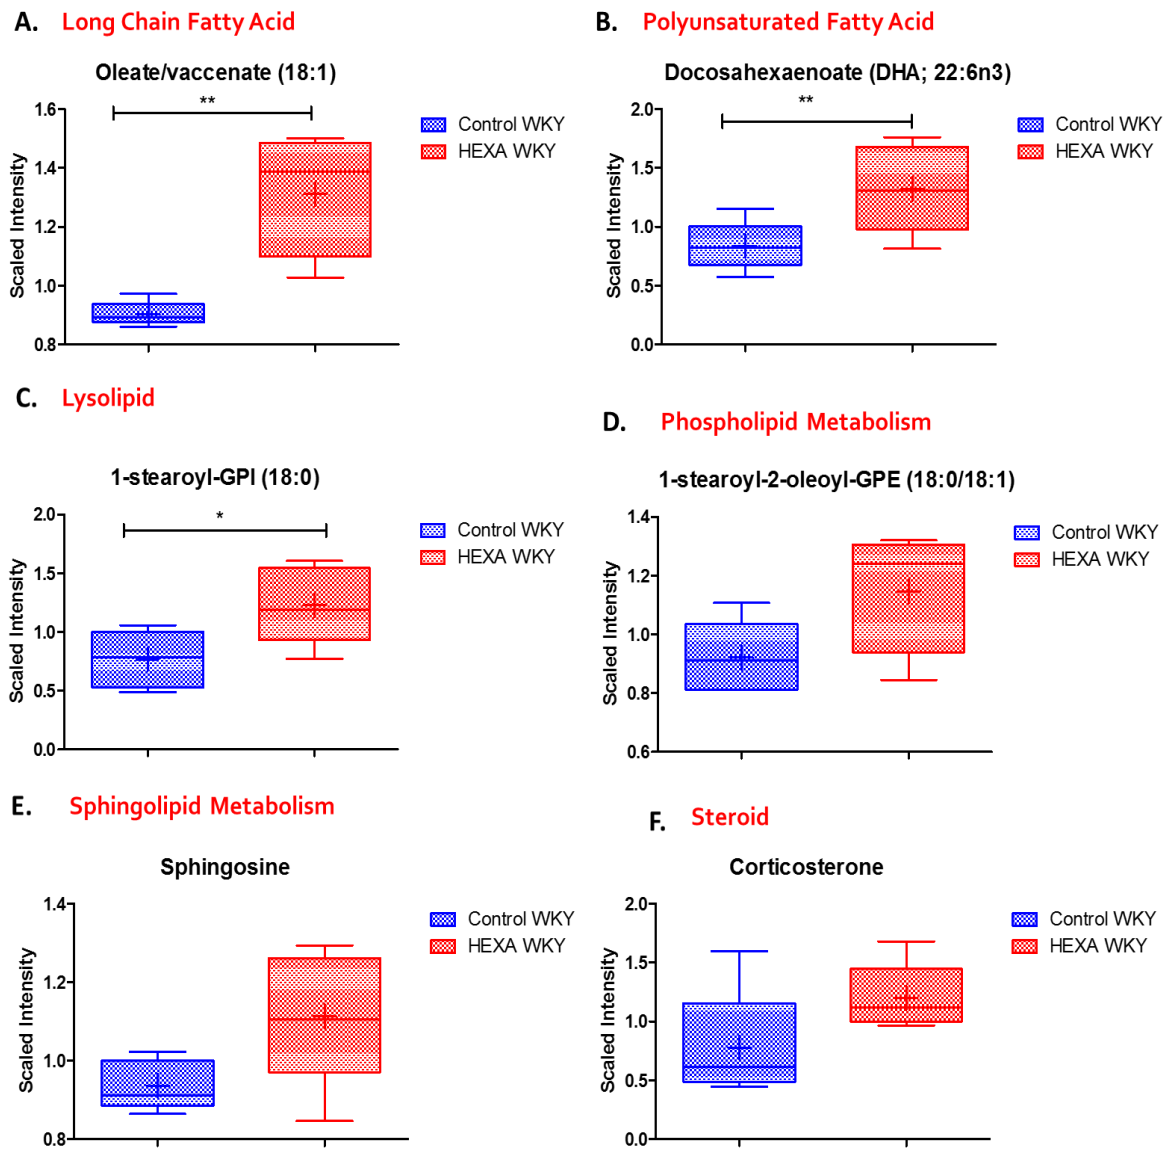 A. Long Chain Fatty Acid
Oleate/vaccenate (18:1)
**
1.6
1.4
1.2
1.0
0.8
Scaled Intensity
Control WKY
HEXA WKY
B. Polyunsaturated Fatty Acid
Docosahexaenoate (DHA; 22:6n3)
**
2.0
1.5
1.0
0.5
0.0
Scaled Intensity
Control WKY
HEXA WKY
C. Lysolipid
1-stearoyl-GPI (18:0)
*
2.0
1.5
1.0
0.5
0.0
Scaled Intensity
Control WKY
HEXA WKY
D. Phospholipid Metabolism
1-stearoyl-2-oleoyl-GPE (18:0/18:1)
1.4
1.2
1.0
0.8
0.6
Scaled Intensity
Control WKY
HEXA WKY
E. Sphingolipid Metabolism
Sphingosine
1.4
1.2
1.0
0.8
Scaled Intensity
Control WKY
HEXA WKY
F. Steroid
Corticosterone
2.0
1.5
1.0
0.5
0.0
Scaled Intensity
Control WKY
HEXA WKY